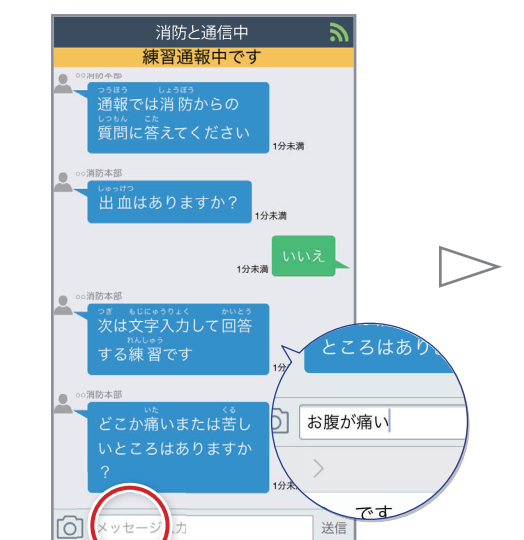 消防と通信中
練習通報中です
○○消防本部
つうほう しょうぼう
通報では消防からの
しつもん こた
質問に答えてください
1分未満
○○消防本部
しゅっけつ
出血はありますか？
1分未満
いいえ
1分未満
○○消防本部
つぎ もじにゅうりょく かいとう
次は文字入力して回答
れんしゅう
する練習です
1分
ところはありま
お腹が痛い
○○消防本部
いた くる
どこか痛いまたは苦し
いところはありますか
？
1分未
です
メッセージ入力
送信